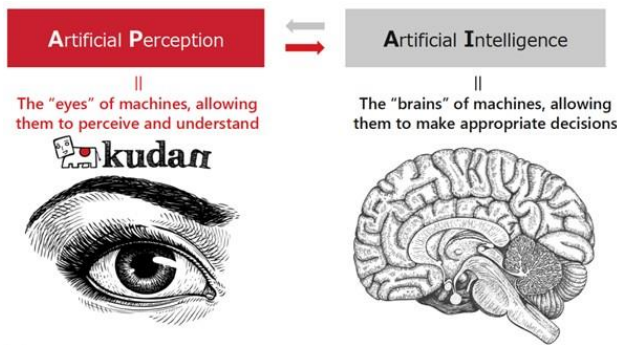 Artificial Perception
Artificial Intelligence
=
The "eyes" of machines, allowing
them to perceive and understand
kudan
=
The "brains" of machines, allowing
them to make appropriate decisions